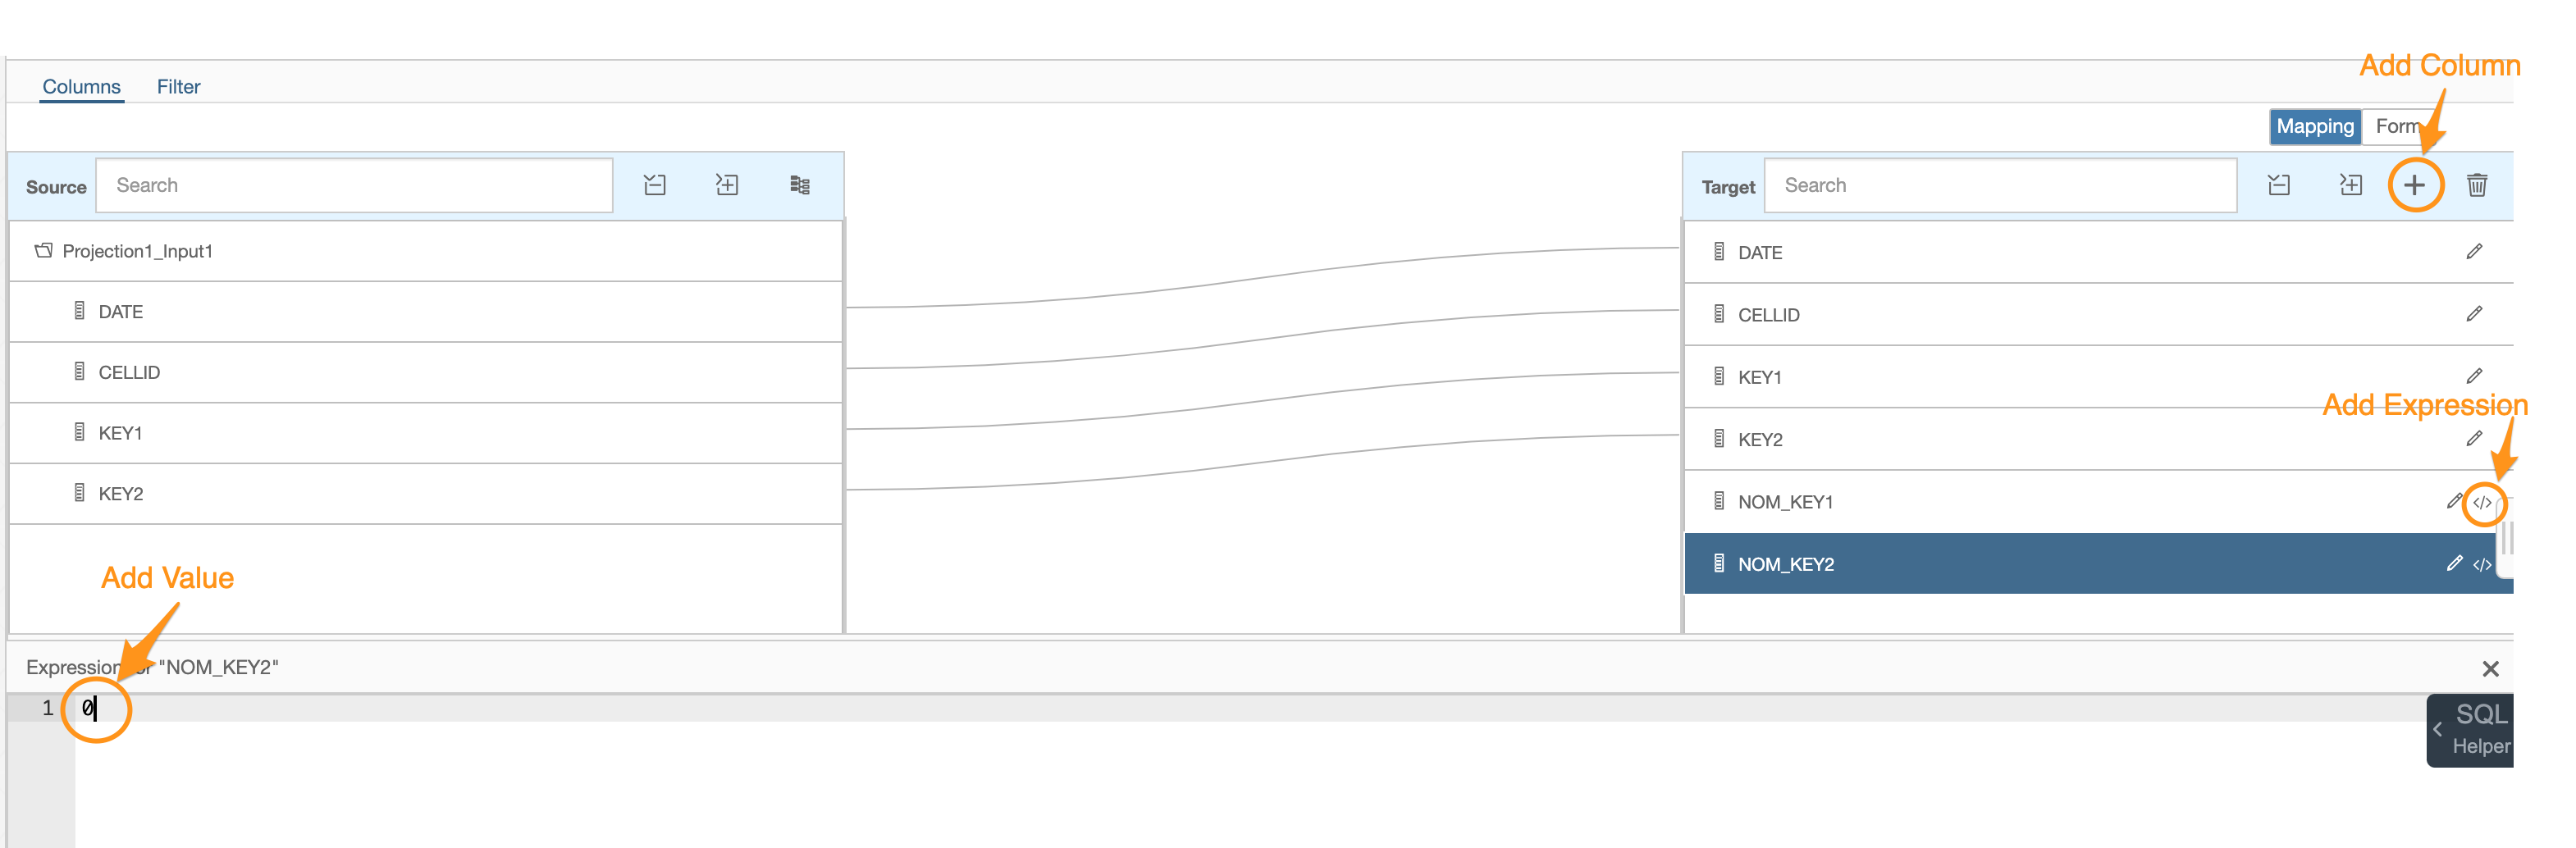 Add Column
Columns Filter
Mapping Form
Source Search
Target Search
Projection1_Input1
DATE
CELLID
KEY1
KEY2
DATE
CELLID
KEY1
Add Expression
KEY2
NOM_KEY1
NOM_KEY2
Add Value
Expression for "NOM_KEY2"
1 0
SQL
Helper